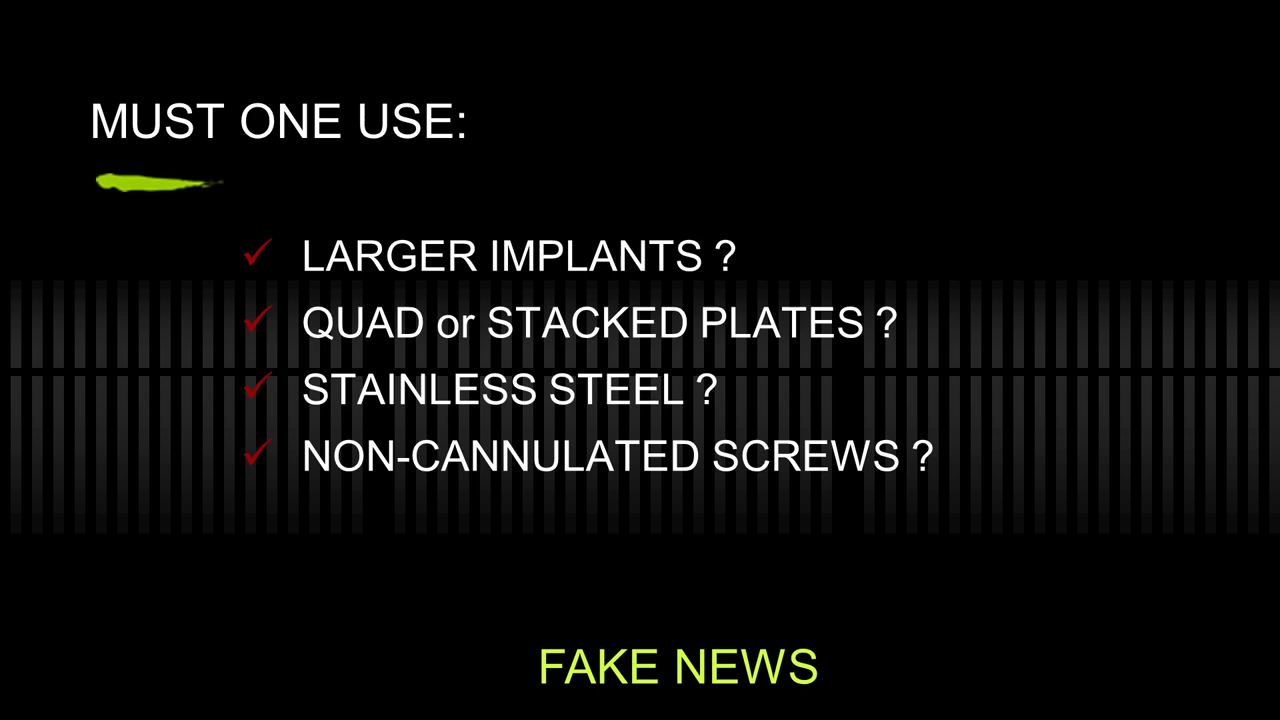 MUST ONE USE:
LARGER IMPLANTS ?
QUAD or STACKED PLATES ?
STAINLESS STEEL ?
NON-CANNULATED SCREWS ?
FAKE NEWS